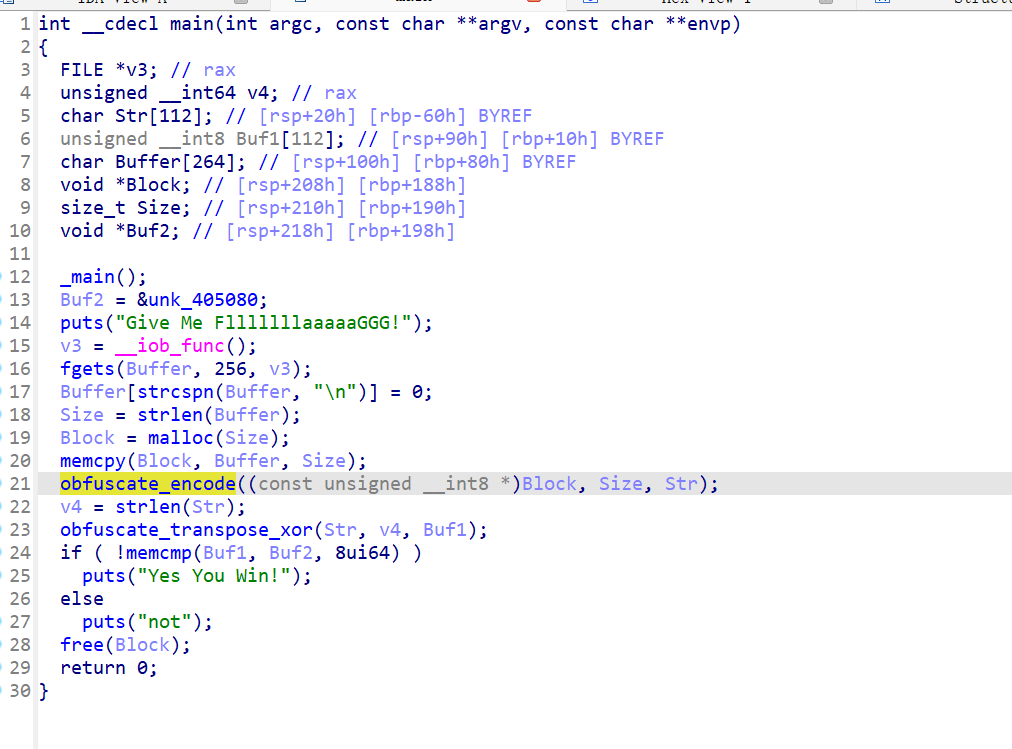 1 int __cdecl main(int argc, const char **argv, const char **envp)
2 {
3   FILE *v3; // rax
4   unsigned __int64 v4; // rax
5   char Str[112]; // [rsp+20h] [rbp-60h] BYREF
6   unsigned __int8 Buf1[112]; // [rsp+90h] [rbp+10h] BYREF
7   char Buffer[264]; // [rsp+100h] [rbp+80h] BYREF
8   void *Block; // [rsp+208h] [rbp+188h]
9   size_t Size; // [rsp+210h] [rbp+190h]
10   void *Buf2; // [rsp+218h] [rbp+198h]
11
12   _main();
13   Buf2 = &unk_405080;
14   puts("Give Me FlllllllaaaaaGGG!");
15   v3 = __iob_func();
16   fgets(Buffer, 256, v3);
17   Buffer[strcspn(Buffer, "\n")] = 0;
18   Size = strlen(Buffer);
19   Block = malloc(Size);
20   memcpy(Block, Buffer, Size);
21   obfuscate_encode((const unsigned __int8 *)Block, Size, Str);
22   v4 = strlen(Str);
23   obfuscate_transpose_xor(Str, v4, Buf1);
24   if ( !memcmp(Buf1, Buf2, 8ui64) )
25     puts("Yes You Win!");
26   else
27     puts("not");
28   free(Block);
29   return 0;
30 }